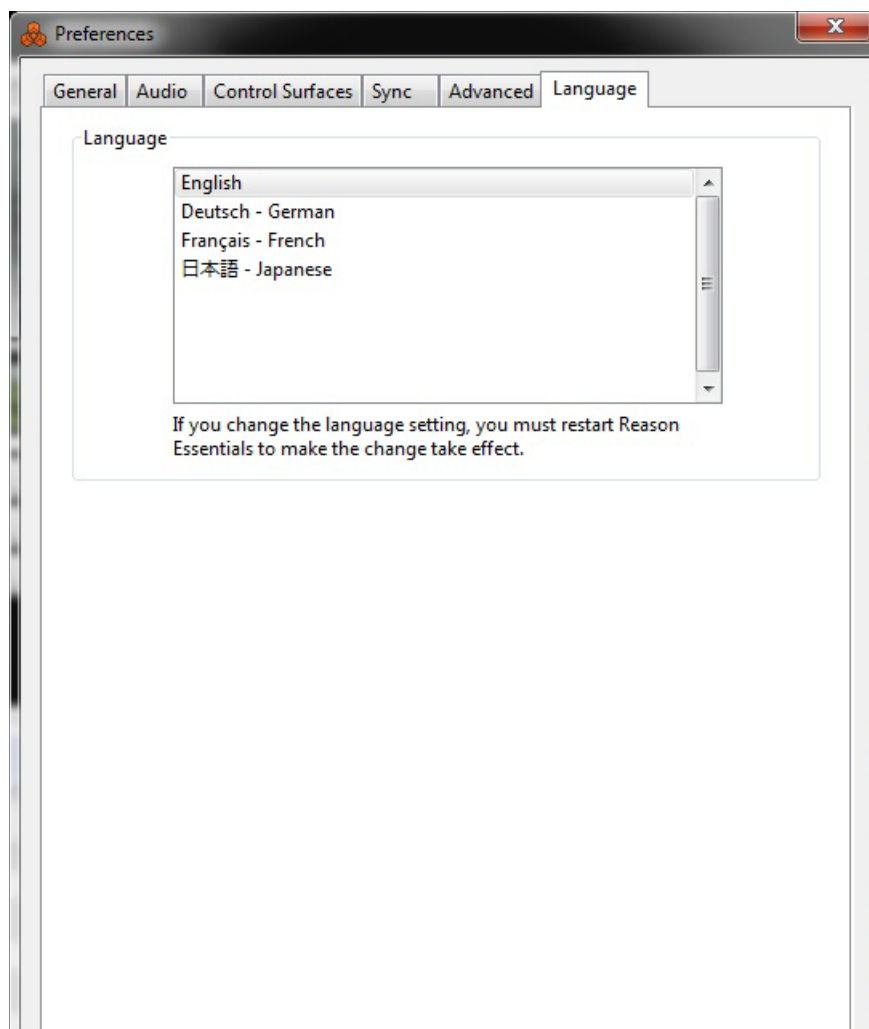 Preferences
General Audio Control Surfaces Sync Advanced Language
Language
English
Deutsch - German
Français - French
日本語 - Japanese
If you change the language setting, you must restart Reason
Essentials to make the change take effect.